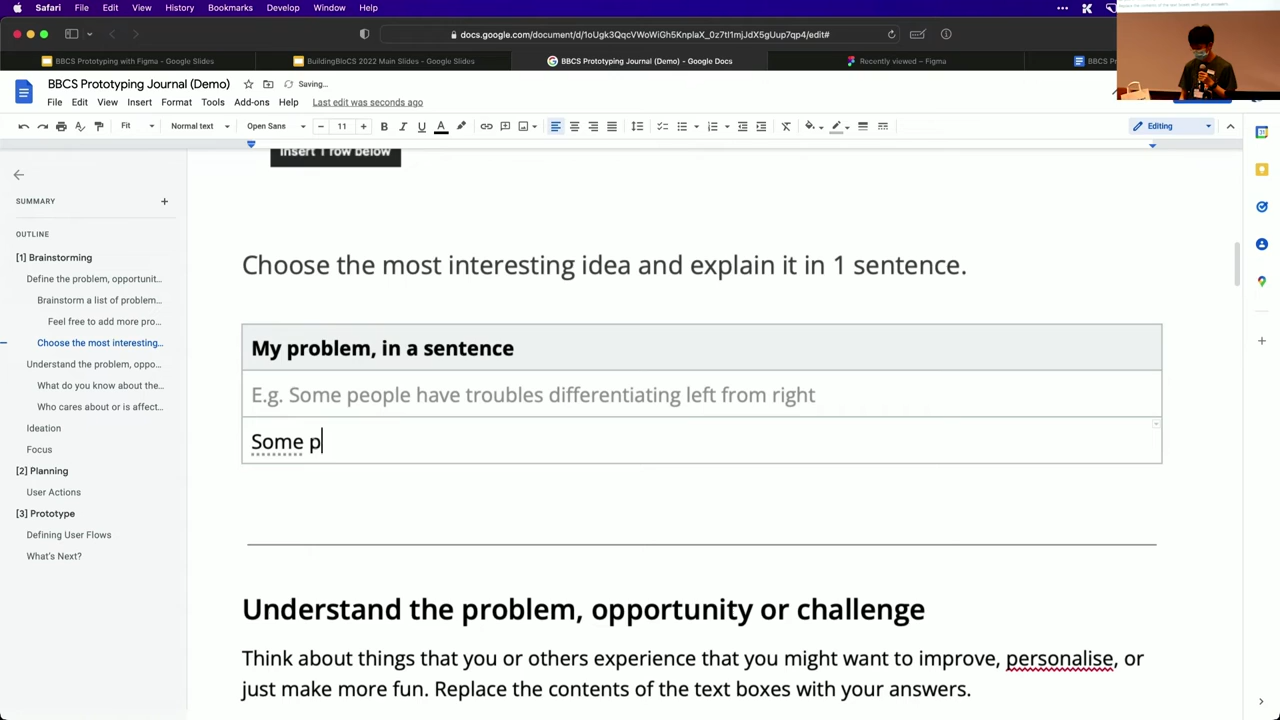 Safari File Edit View History Bookmarks Develop Window Help
docs.google.com/document/d/1oUgk3QqcVWoWiGh5KnplaX_0z7tl1mjJdX5gUup7qp4/edit#
BBCS Prototyping with Figma - Google Slides
BuildingBloCS 2022 Main Slides - Google Slides
BBCS Prototyping Journal (Demo) - Google Docs
Recently viewed – Figma
BBCS P
BBCS Prototyping Journal (Demo)
Saving...
File Edit View Insert Format Tools Add-ons Help Last edit was seconds ago
Fit Normal text Open Sans 11 Editing
SUMMARY
OUTLINE
[1] Brainstorming
Define the problem, opportunit...
Brainstorm a list of problem...
Feel free to add more pro...
Choose the most interesting...
Understand the problem, oppo...
What do you know about the...
Who cares about or is affect...
Ideation
Focus
[2] Planning
User Actions
[3] Prototype
Defining User Flows
What's Next?
Insert 1 row below
Choose the most interesting idea and explain it in 1 sentence.
My problem, in a sentence
E.g. Some people have troubles differentiating left from right
Some p
Understand the problem, opportunity or challenge
Think about things that you or others experience that you might want to improve, personalise, or
just make more fun. Replace the contents of the text boxes with your answers.